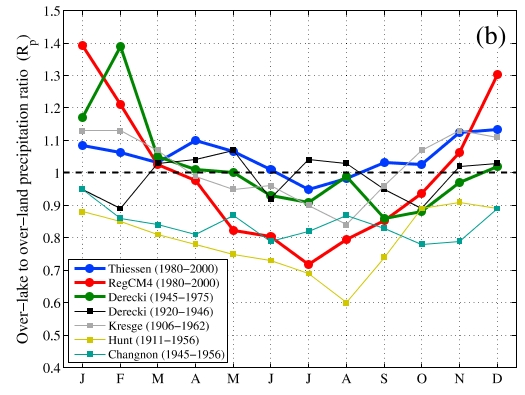 (b)
Over-lake to over-land precipitation ratio (Rp)
1.5
1.4
1.3
1.2
1.1
1
0.9
0.8
0.7
0.6
0.5
0.4
Thiessen (1980-2000)
RegCM4 (1980-2000)
Derecki (1945-1975)
Derecki (1920-1946)
Kresge (1906-1962)
Hunt (1911-1956)
Changnon (1945-1956)
J F M A M J J A S O N D